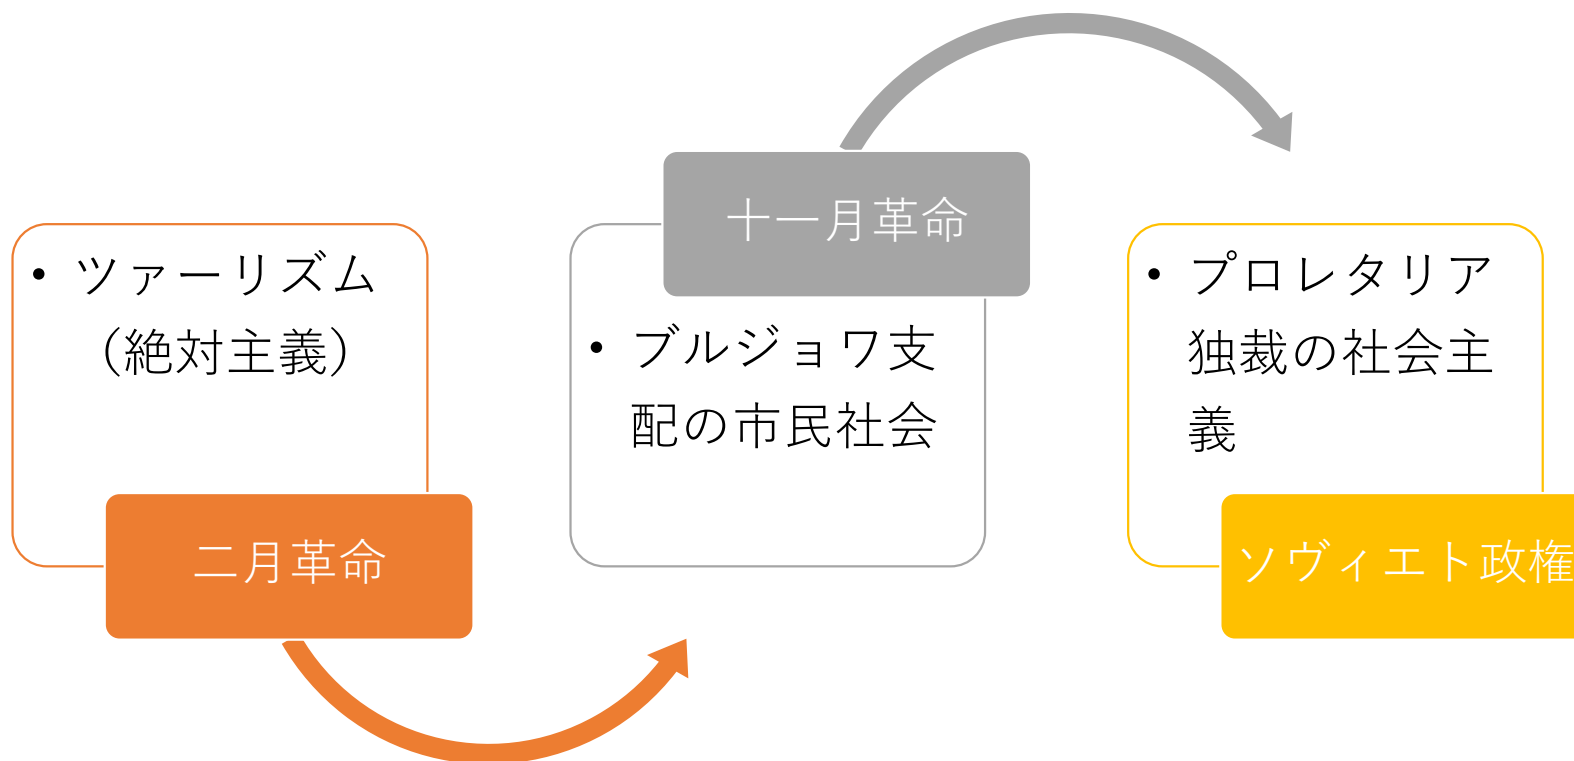 • ツァーリズム
（絶対主義）
二月革命
十一月革命
• ブルジョワ支
配の市民社会
• プロレタリア
独裁の社会主
義
ソヴィエト政権